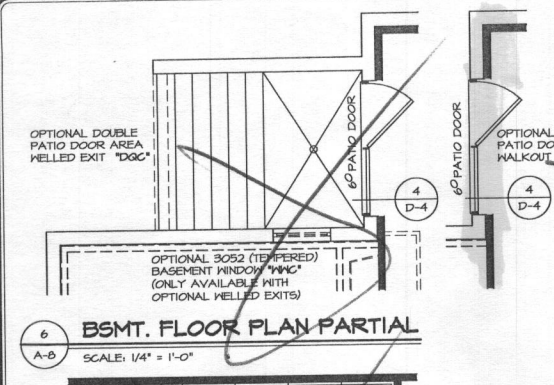 OPTIONAL DOUBLE
PATIO DOOR AREA
WELLED EXIT "DGC"
6⁰ PATIO DOOR
4
D-4
6⁰ PATIO DOOR
OPTIONAL
PATIO DO
WALKOUT
4
D-4
OPTIONAL 3052 (TEMPERED)
BASEMENT WINDOW "WWC"
(ONLY AVAILABLE WITH
OPTIONAL WELLED EXITS)
6
A-8
BSMT. FLOOR PLAN PARTIAL
SCALE: 1/4" = 1'-0"